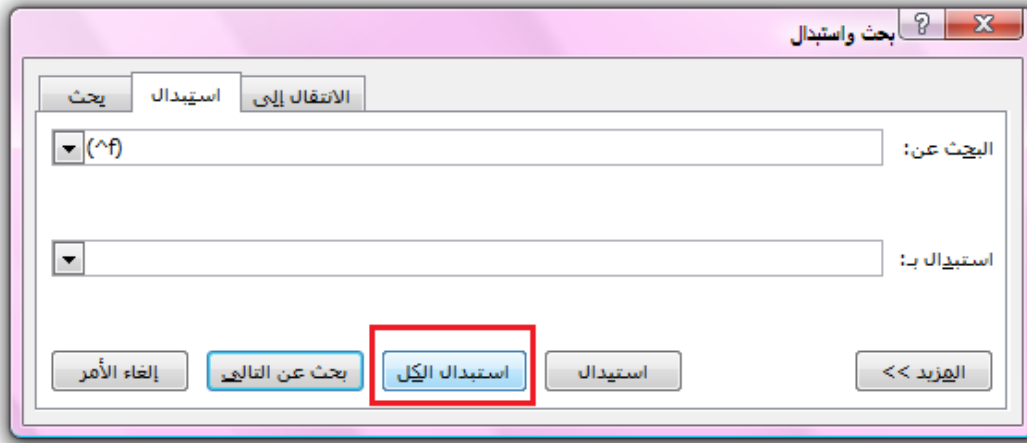 بحث واستبدال
بحث استبدال الانتقال إلى
البحث عن: (^f)
استبدال بـ:
المزيد >> استبدال استبدال الكل بحث عن التالي إلغاء الأمر